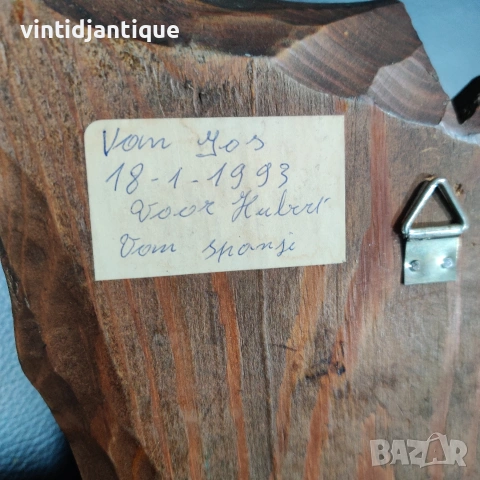 vintidjantique
Van Jos
18-1-1993
Voor Hubert
Van spanje
BAZAR